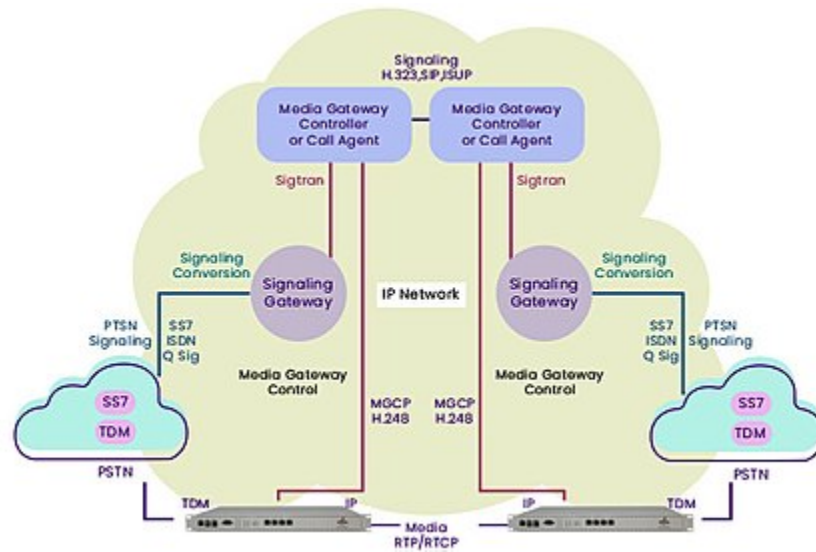 Signaling
H.323,SIP,ISUP
Media Gateway
Controller
or Call Agent
Media Gateway
Controller
or Call Agent
Sigtran
Sigtran
Signaling
Conversion
Signaling
Gateway
IP Network
Signaling
Gateway
Signaling
Conversion
PTSN
Signaling
SS7
ISDN
Q Sig
Media Gateway
Control
Media Gateway
Control
SS7
ISDN
Q Sig
PTSN
Signaling
MGCP
H.248
MGCP
H.248
SS7
TDM
PSTN
SS7
TDM
PSTN
TDM
IP
Media
RTP/RTCP
IP
TDM